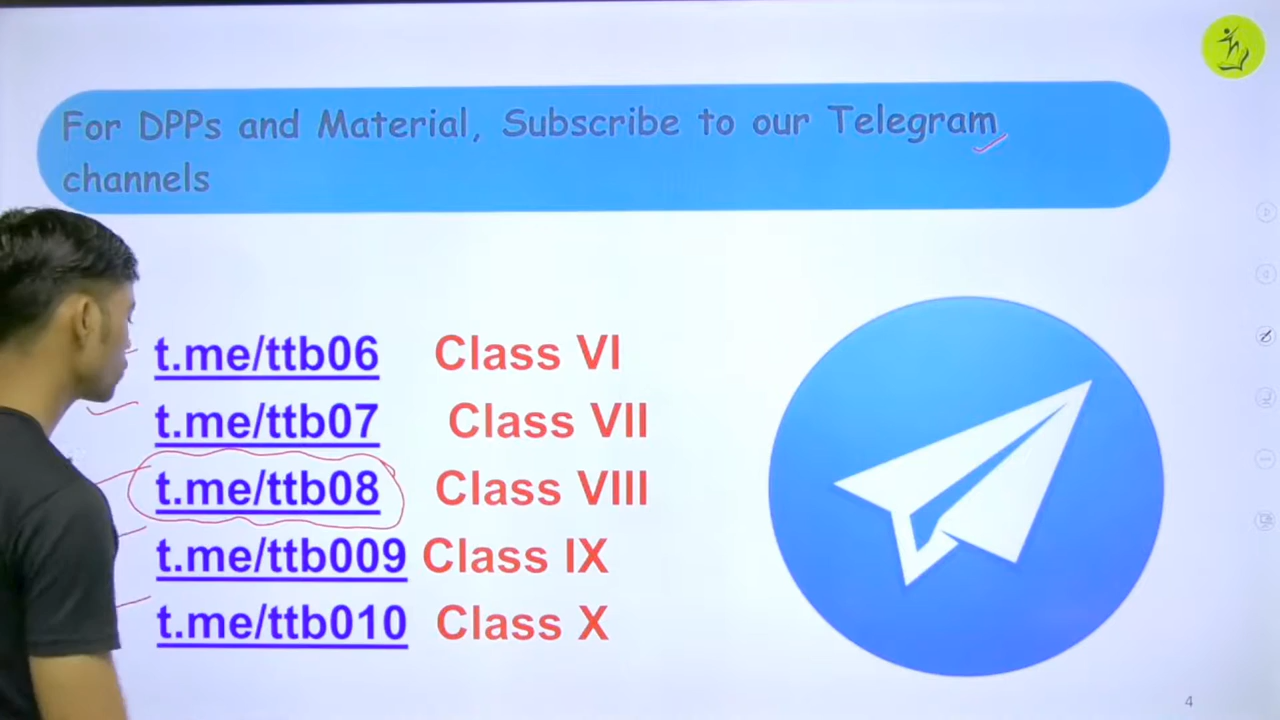 For DPPs and Material, Subscribe to our Telegram
channels
t.me/ttb06 Class VI
t.me/ttb07 Class VII
t.me/ttb08 Class VIII
t.me/ttb009 Class IX
t.me/ttb010 Class X
4